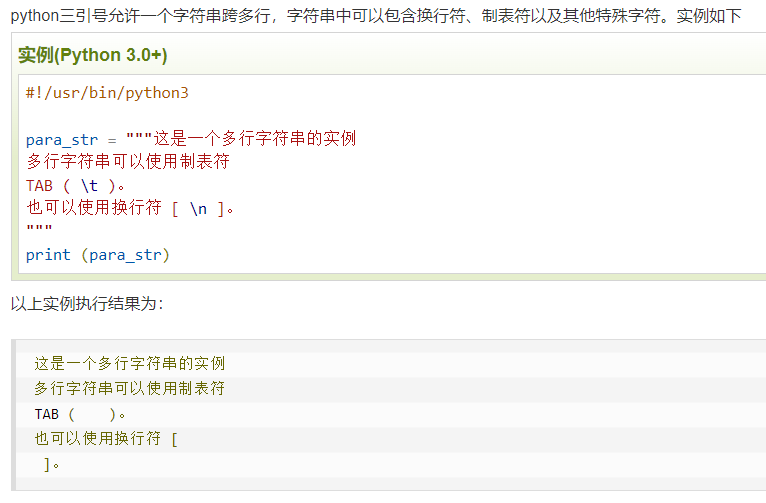 python三引号允许一个字符串跨多行，字符串中可以包含换行符、制表符以及其他特殊字符。实例如下
实例(Python 3.0+)
#!/usr/bin/python3
para_str = """这是一个多行字符串的实例
多行字符串可以使用制表符
TAB ( \t )。
也可以使用换行符 [ \n ]。
"""
print (para_str)
以上实例执行结果为：
这是一个多行字符串的实例
多行字符串可以使用制表符
TAB (    )。
也可以使用换行符 [
 ]。